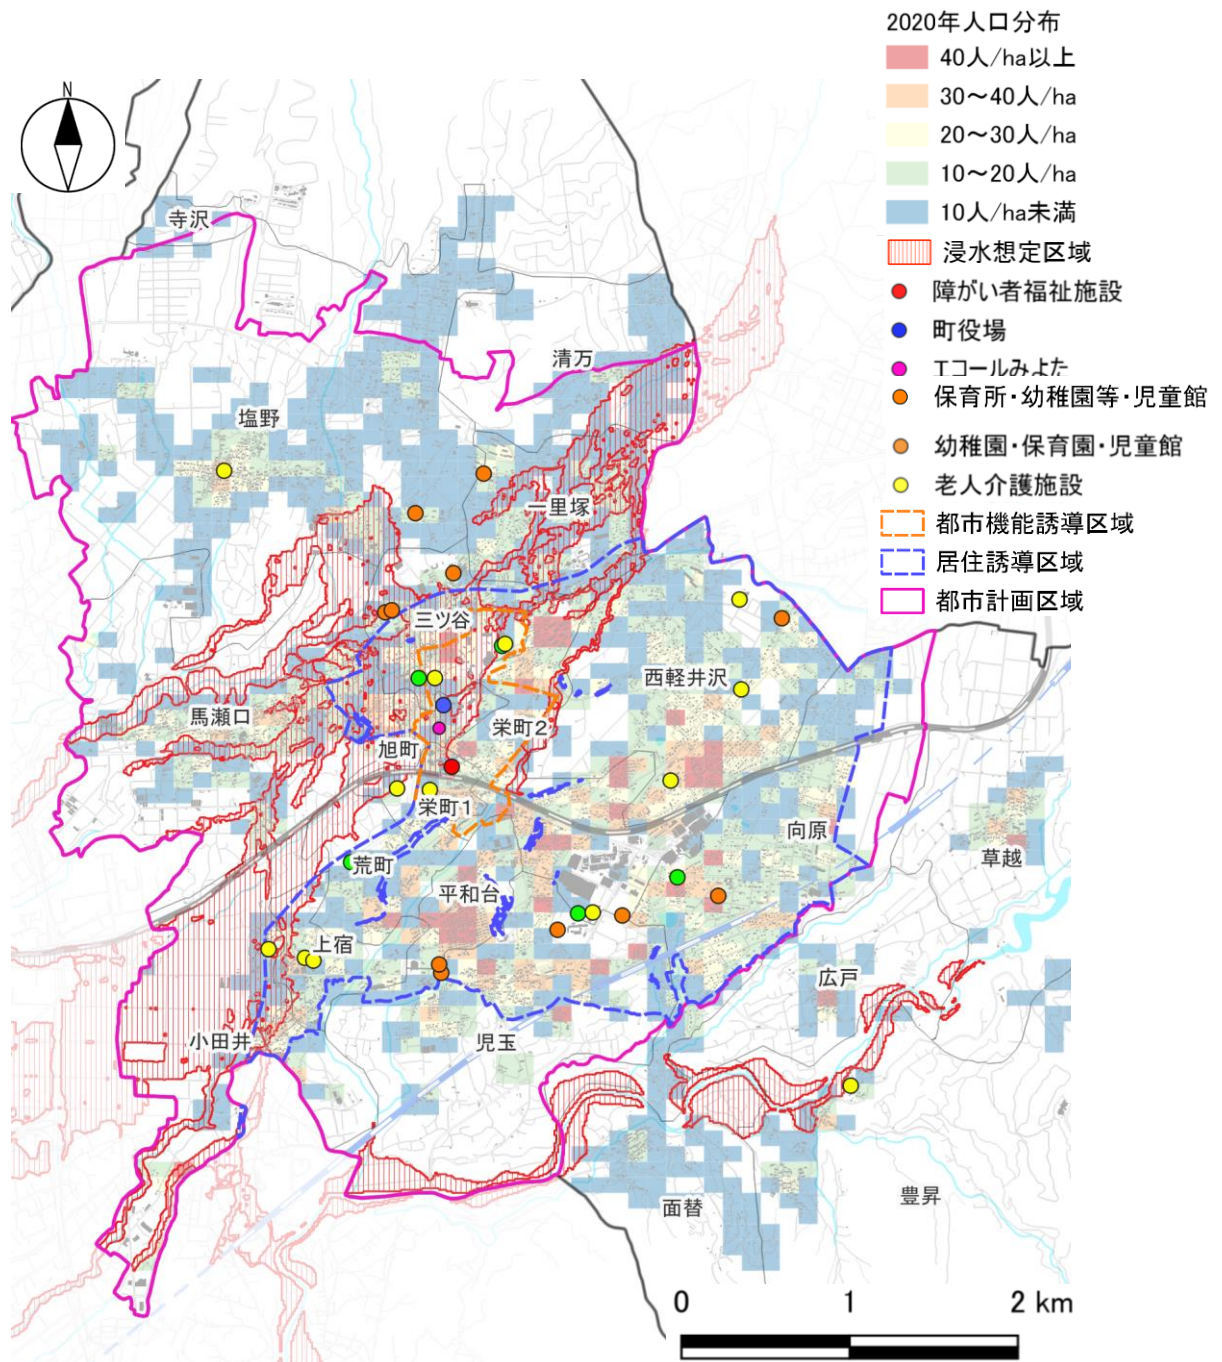 2020年人口分布
40人/ha以上
30～40人/ha
20～30人/ha
10～20人/ha
10人/ha未満
浸水想定区域
障がい者福祉施設
町役場
エコールみよた
保育所・幼稚園等・児童館
幼稚園・保育園・児童館
老人介護施設
都市機能誘導区域
居住誘導区域
都市計画区域
N
寺沢
清万
塩野
一里塚
三ツ谷
西軽井沢
馬瀬口
栄町2
旭町
栄町1
向原
草越
荒町
平和台
上宿
広戸
小田井
児玉
豊昇
面替
0 1 2 km